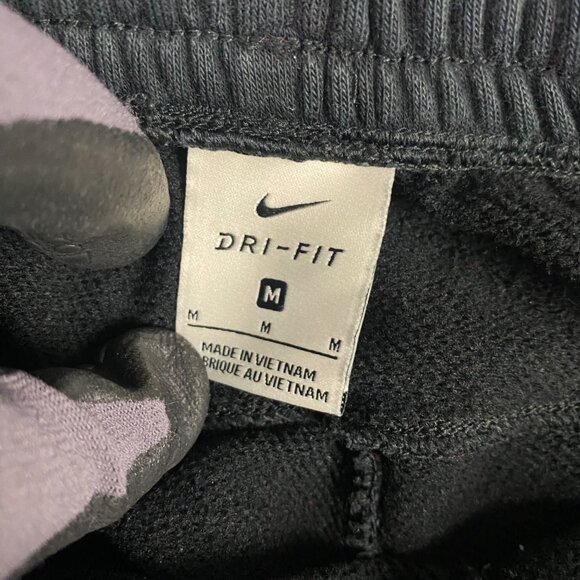 DRI-FIT
M
M M M
MADE IN VIETNAM
BRIQUE AU VIETNAM